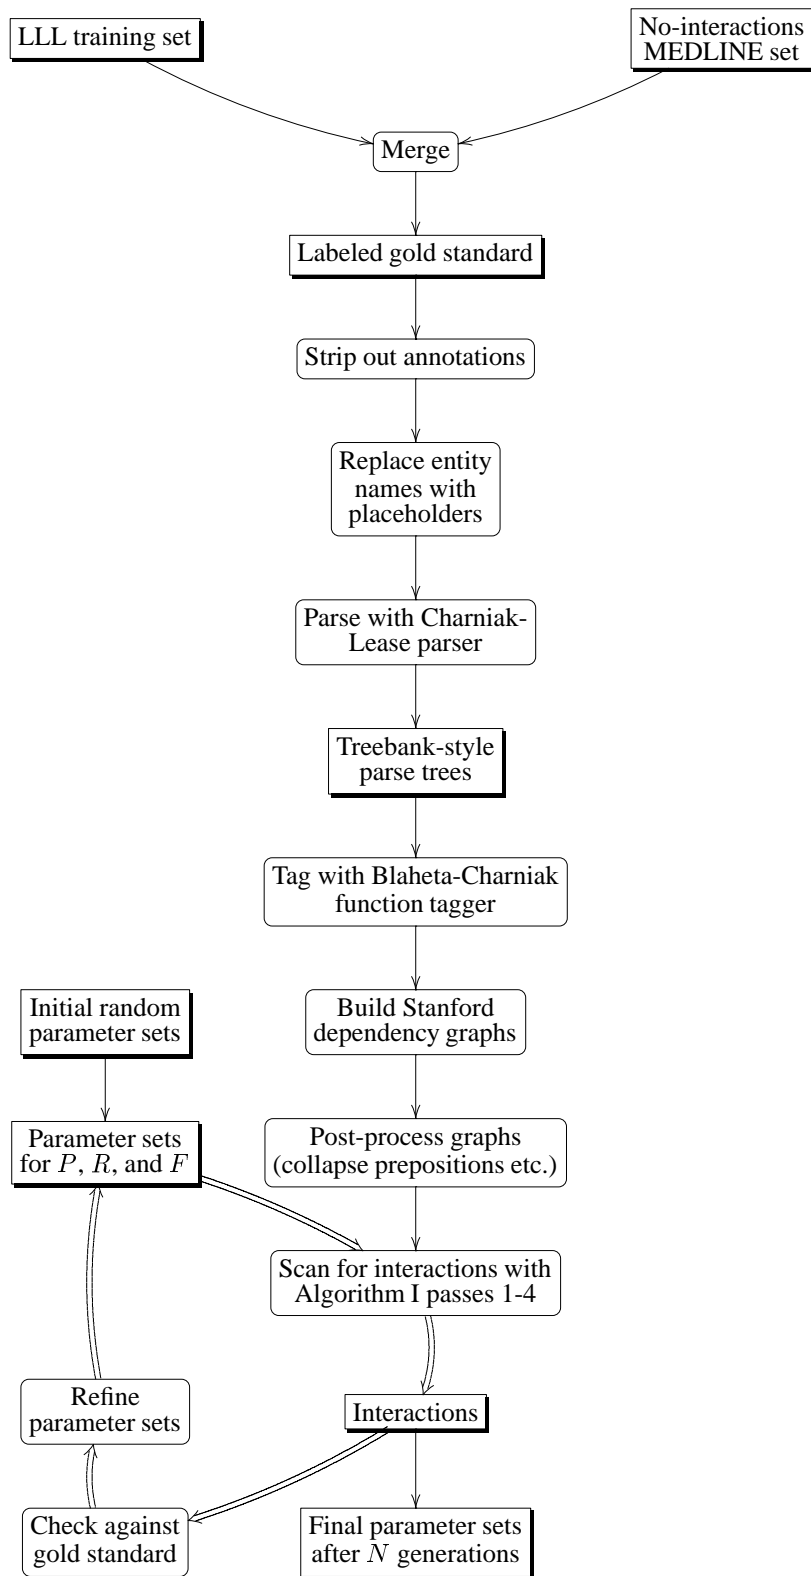 LLL training set
No-interactions
MEDLINE set
Merge
Labeled gold standard
Strip out annotations
Replace entity
names with
placeholders
Parse with Charniak-
Lease parser
Treebank-style
parse trees
Tag with Blaheta-Charniak
function tagger
Initial random
parameter sets
Build Stanford
dependency graphs
Parameter sets
for P, R, and F
Post-process graphs
(collapse prepositions etc.)
Scan for interactions with
Algorithm I passes 1-4
Refine
parameter sets
Interactions
Check against
gold standard
Final parameter sets
after N generations